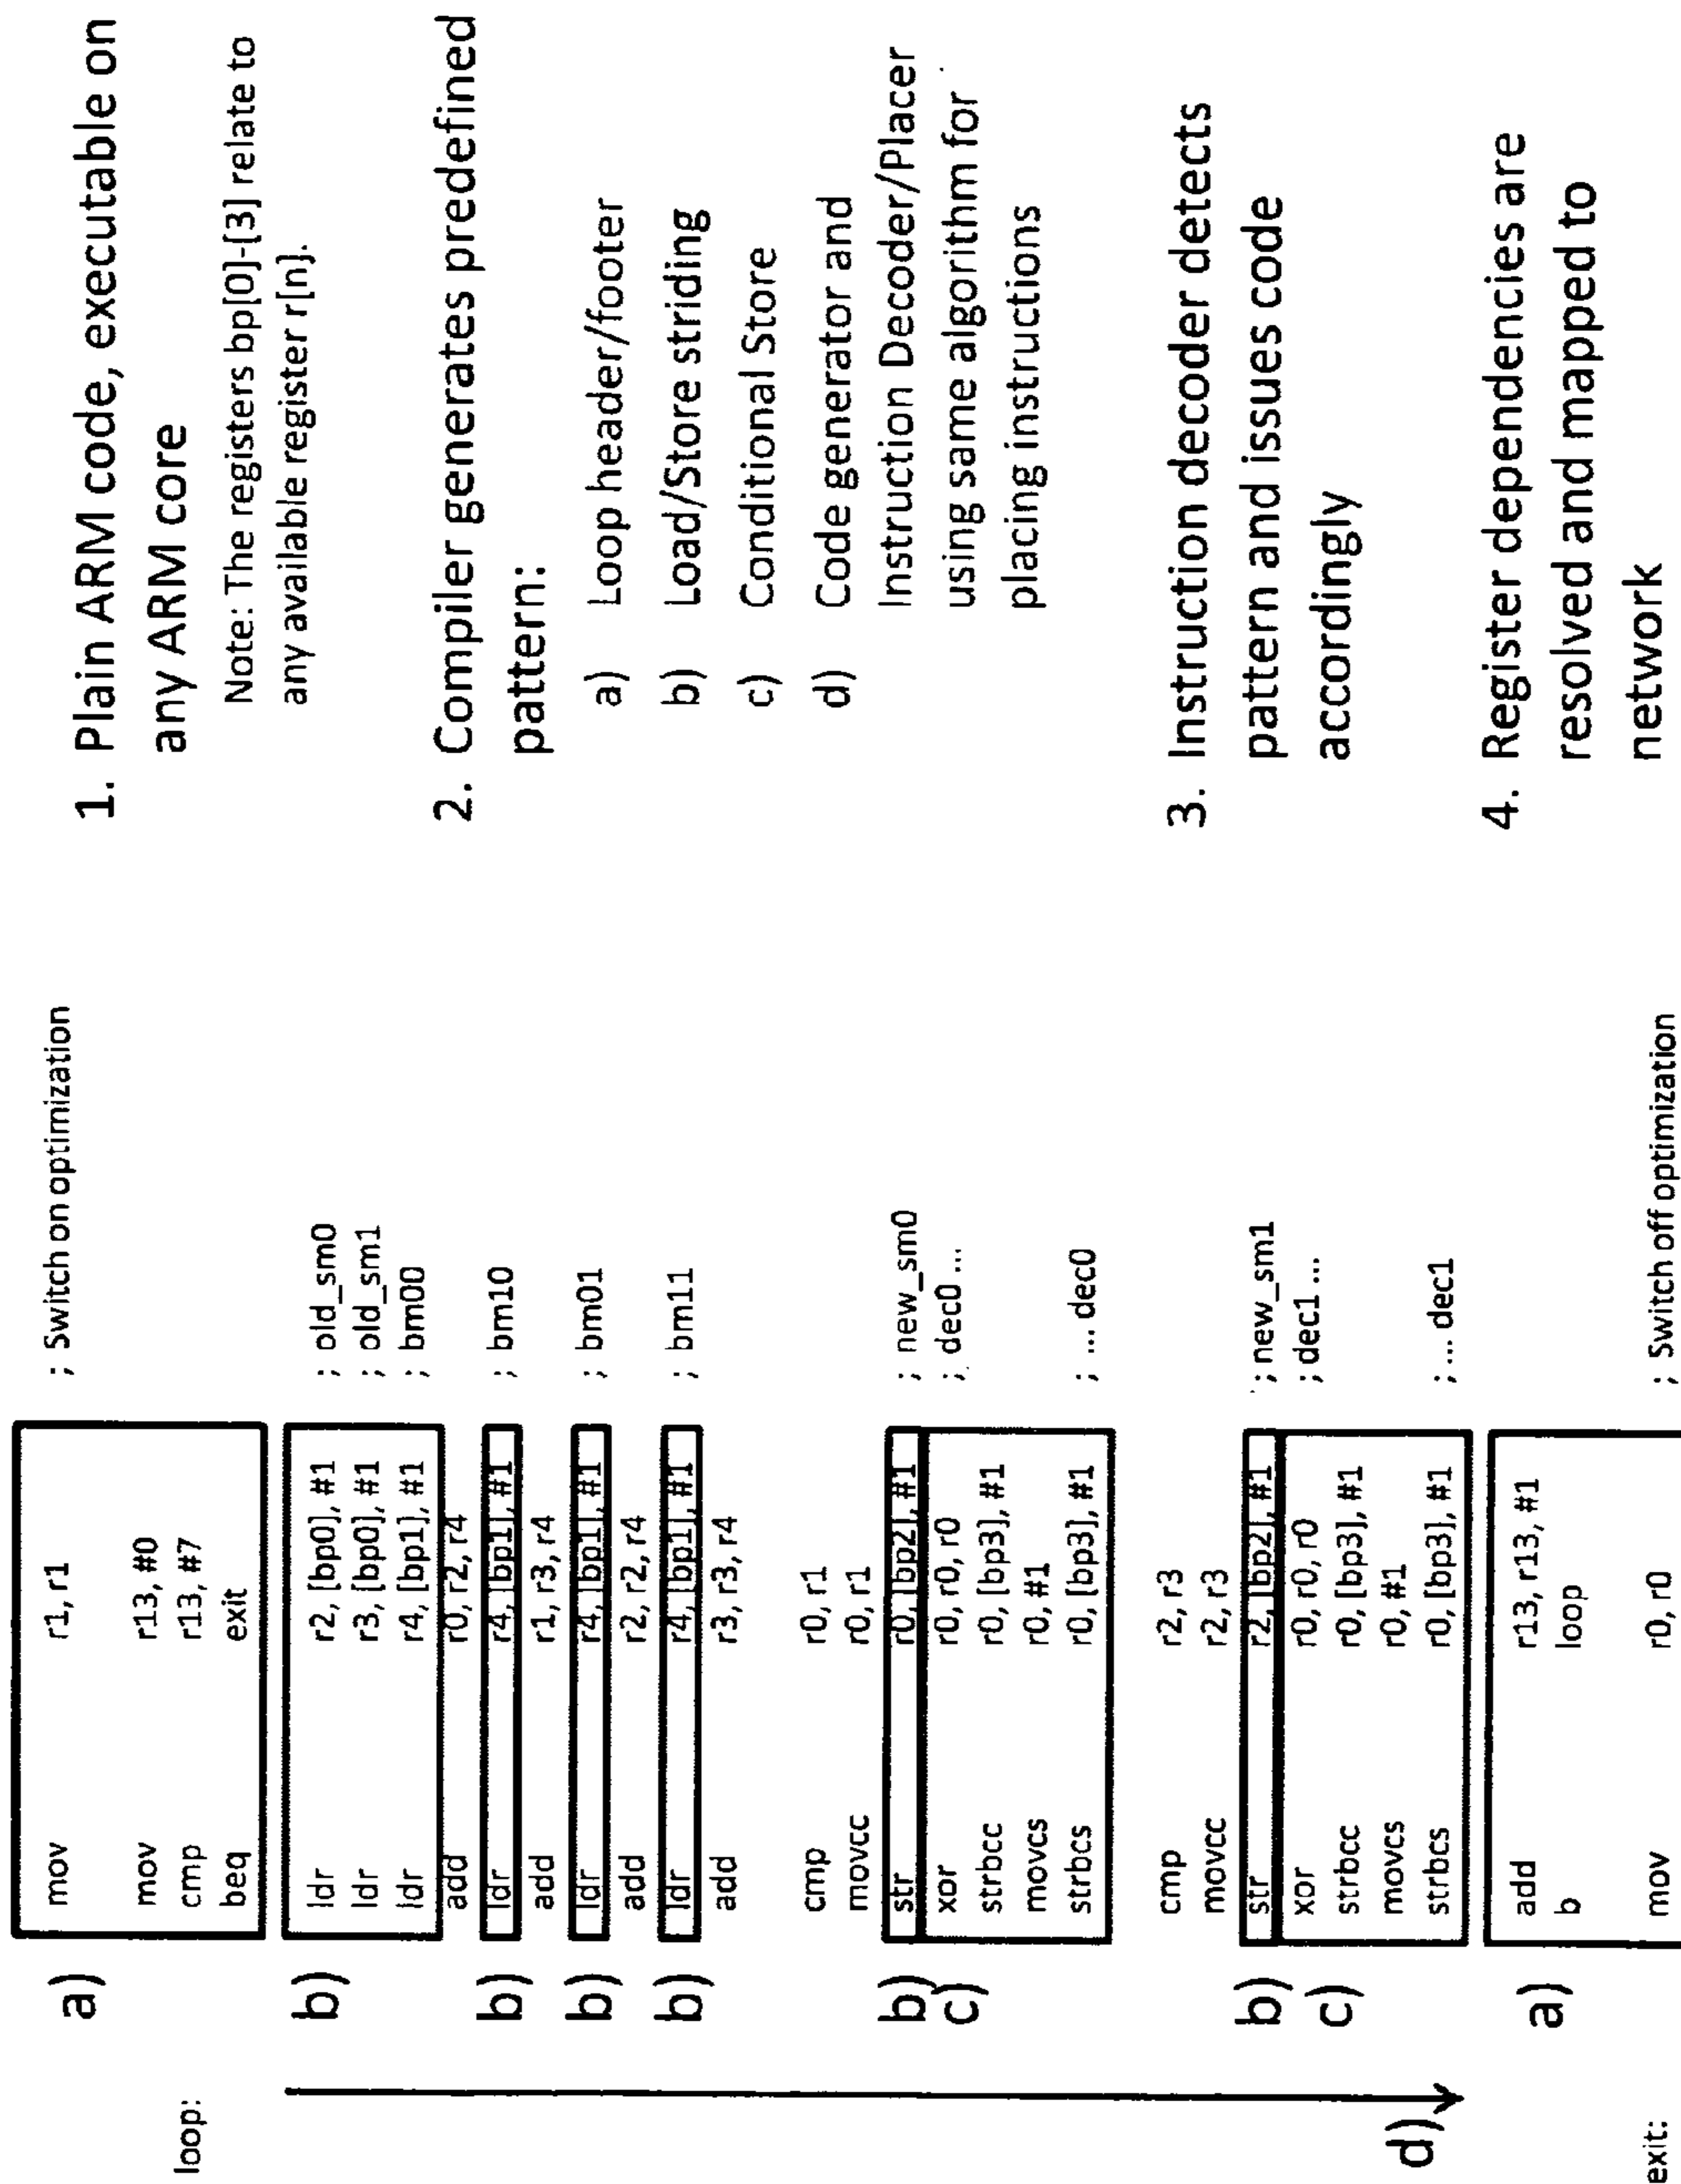 a) mov r1, r1 ; Switch on optimization
mov r13, #0
loop: cmp r13, #7
beq exit
b) ldr r2, [bp0], #1 ; old_sm0
ldr r3, [bp0], #1 ; old_sm1
ldr r4, [bp1], #1 ; bm00
add r0, r2, r4
b) ldr r4, [bp1], #1 ; bm10
add r1, r3, r4
b) ldr r4, [bp1], #1 ; bm01
add r2, r2, r4
b) ldr r4, [bp1], #1 ; bm11
add r3, r3, r4
cmp r0, r1
movcc r0, r1
b) str r0, [bp2], #1 ; new_sm0
c) xor r0, r0, r0 ; dec0 ...
strbcc r0, [bp3], #1
movcs r0, #1
strbcs r0, [bp3], #1 ; ... dec0
cmp r2, r3
movcc r2, r3
b) str r2, [bp2], #1 ; new_sm1
c) xor r0, r0, r0 ; dec1 ...
strbcc r0, [bp3], #1
movcs r0, #1
d) strbcs r0, [bp3], #1 ; ... dec1
a) add r13, r13, #1
b loop
exit: mov r0, r0 ; Switch off optimization
1. Plain ARM code, executable on
any ARM core
Note: The registers bp[0]-[3] relate to
any available register r[n].
2. Compiler generates predefined
pattern:
a) Loop header/footer
b) Load/Store striding
c) Conditional Store
d) Code generator and
Instruction Decoder/Placer
using same algorithm for
placing instructions
3. Instruction decoder detects
pattern and issues code
accordingly
4. Register dependencies are
resolved and mapped to
network